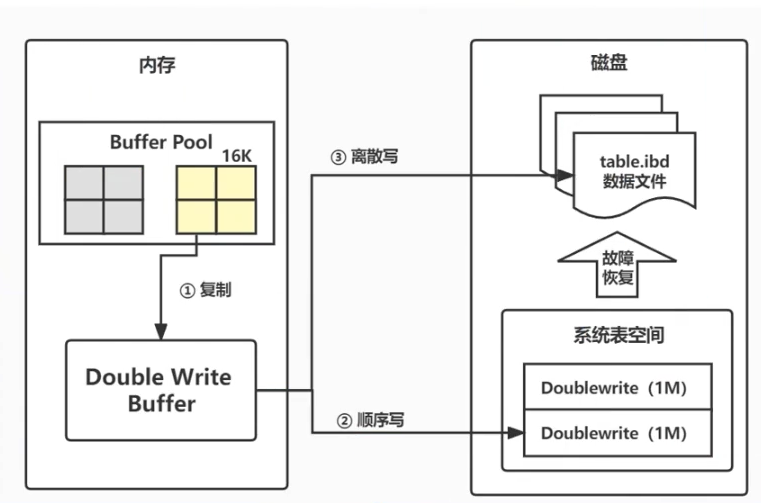 内存
Buffer Pool
16K
① 复制
Double Write
Buffer
③ 离散写
② 顺序写
磁盘
table.ibd
数据文件
故障
恢复
系统表空间
Doublewrite（1M）
Doublewrite（1M）